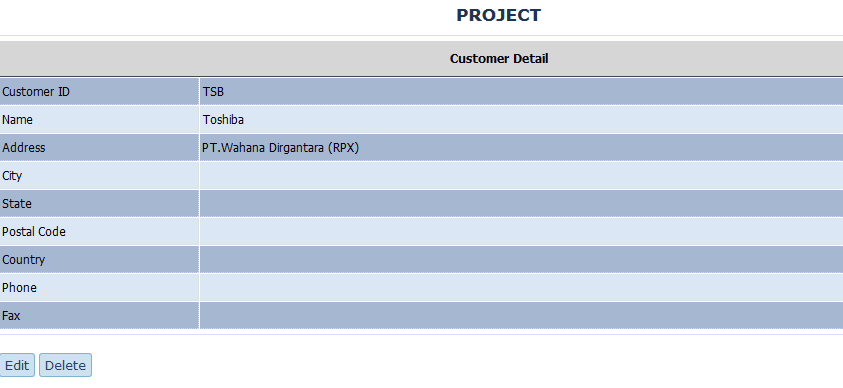 PROJECT
Customer Detail
Customer ID TSB
Name Toshiba
Address PT.Wahana Dirgantara (RPX)
City
State
Postal Code
Country
Phone
Fax
Edit Delete